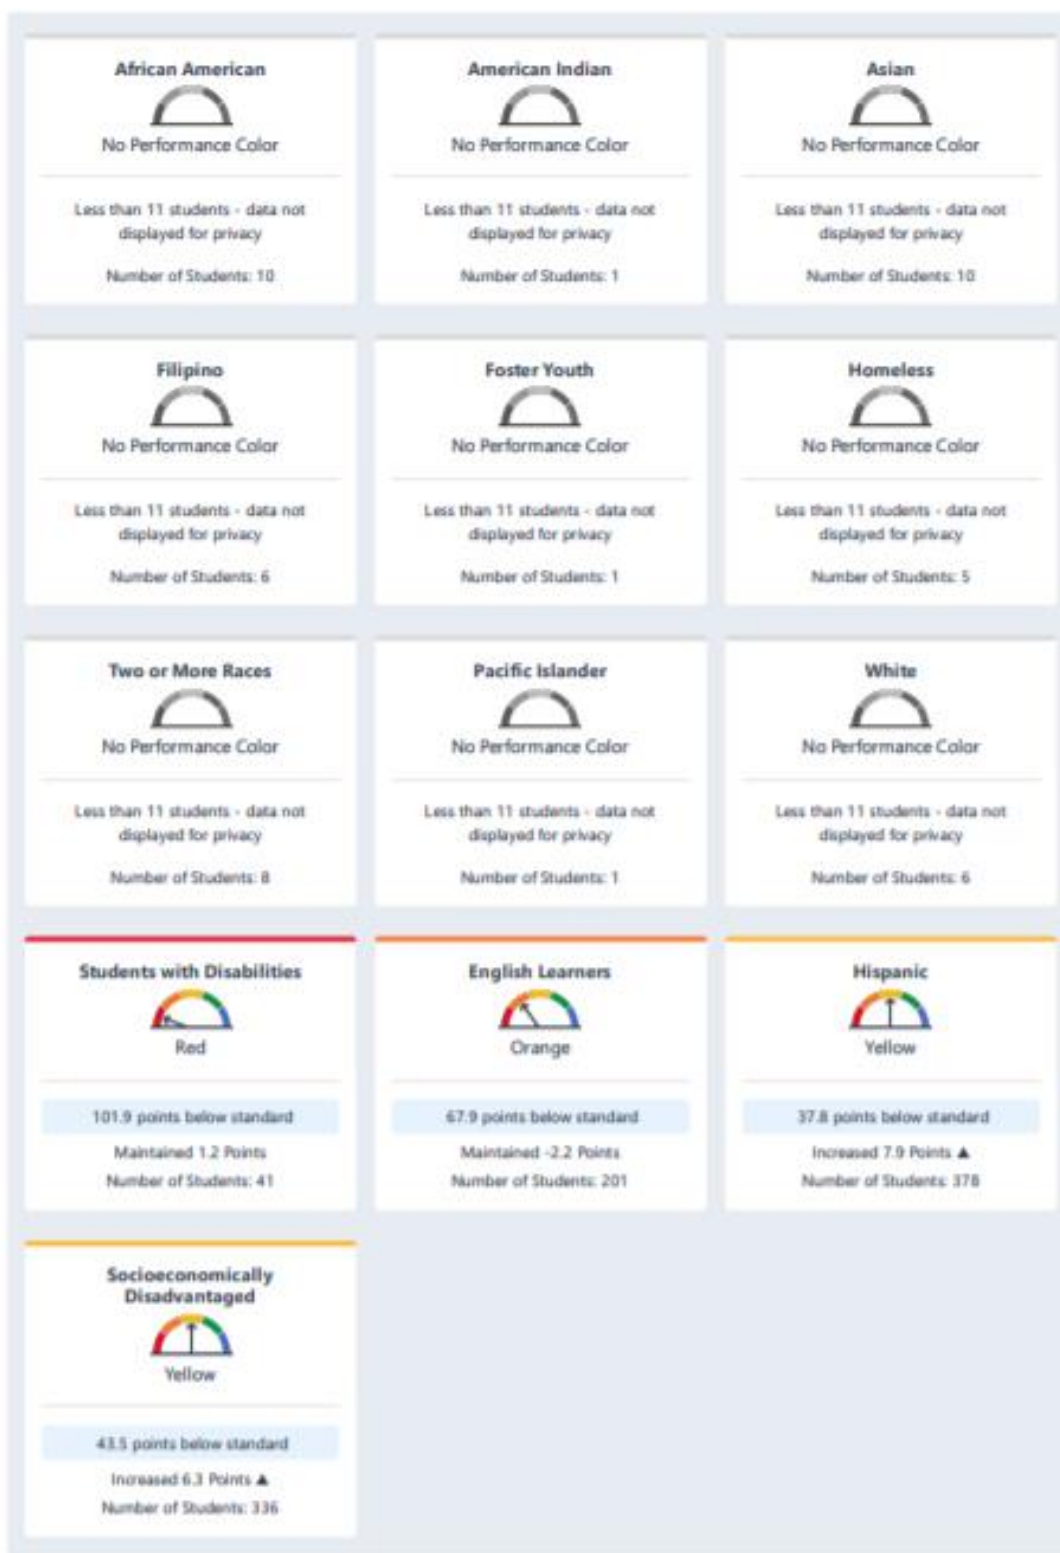 African American
No Performance Color
Less than 11 students - data not
displayed for privacy
Number of Students: 10
American Indian
No Performance Color
Less than 11 students - data not
displayed for privacy
Number of Students: 1
Asian
No Performance Color
Less than 11 students - data not
displayed for privacy
Number of Students: 10
Filipino
No Performance Color
Less than 11 students - data not
displayed for privacy
Number of Students: 6
Foster Youth
No Performance Color
Less than 11 students - data not
displayed for privacy
Number of Students: 1
Homeless
No Performance Color
Less than 11 students - data not
displayed for privacy
Number of Students: 5
Two or More Races
No Performance Color
Less than 11 students - data not
displayed for privacy
Number of Students: 8
Pacific Islander
No Performance Color
Less than 11 students - data not
displayed for privacy
Number of Students: 1
White
No Performance Color
Less than 11 students - data not
displayed for privacy
Number of Students: 6
Students with Disabilities
Red
101.9 points below standard
Maintained 1.2 Points
Number of Students: 41
English Learners
Orange
67.9 points below standard
Maintained -2.2 Points
Number of Students: 201
Hispanic
Yellow
37.8 points below standard
Increased 7.9 Points ▲
Number of Students: 378
Socioeconomically
Disadvantaged
Yellow
43.5 points below standard
Increased 6.3 Points ▲
Number of Students: 336